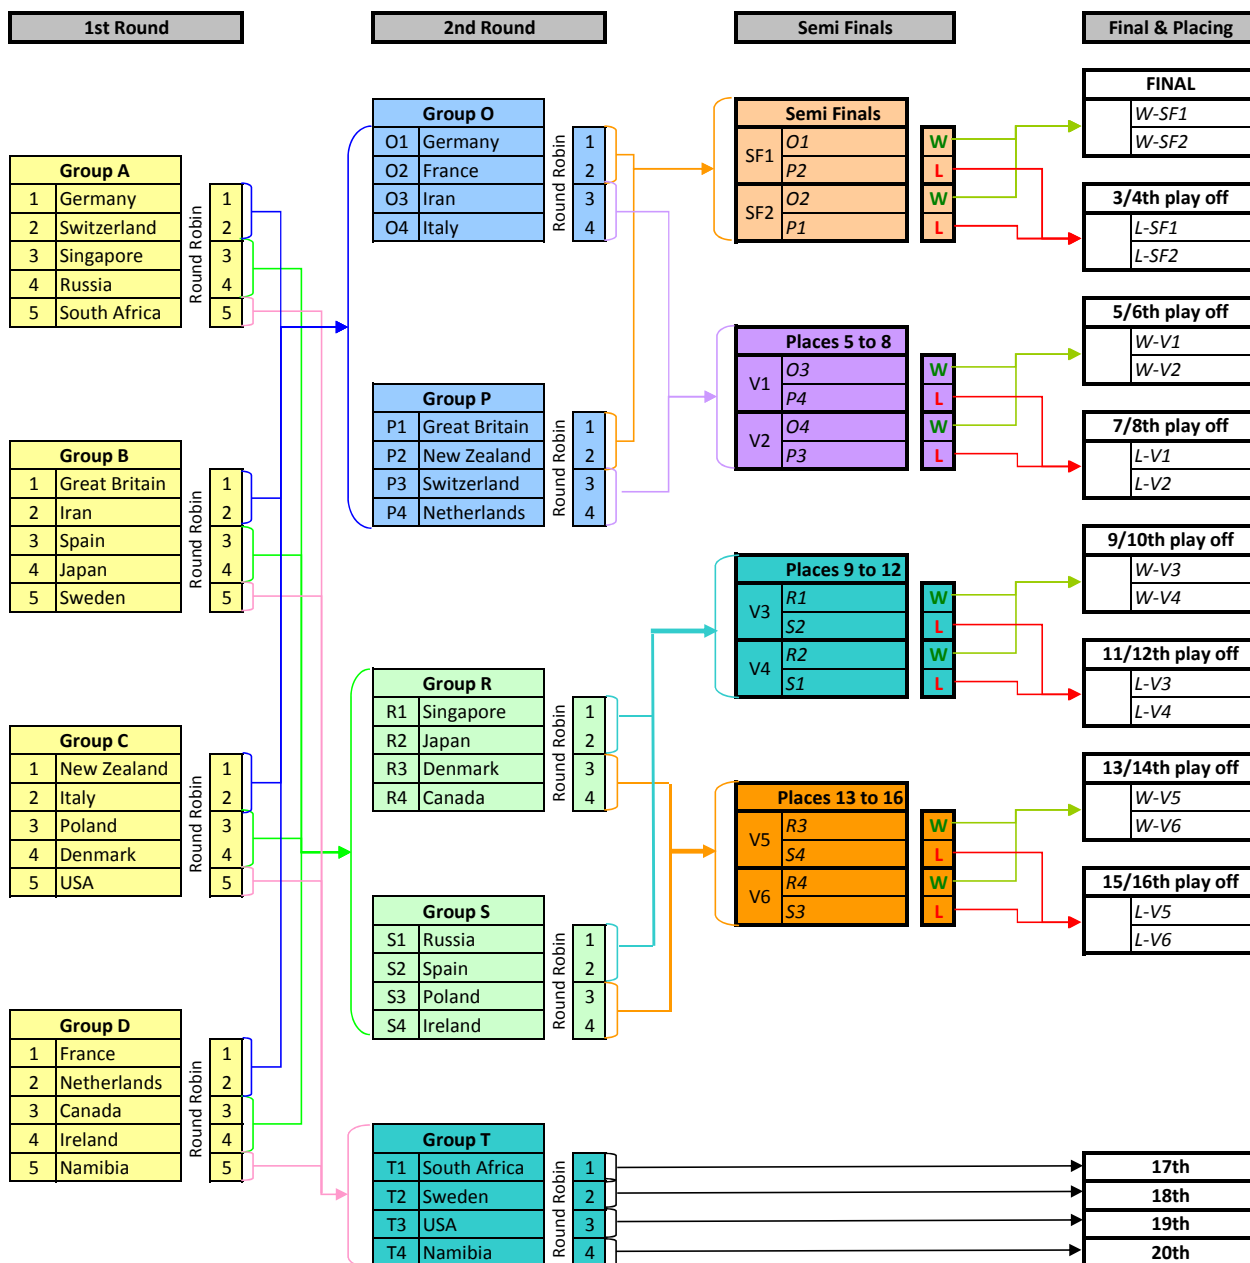 1st Round
2nd Round
Semi Finals
Final & Placing
Group A
1 Germany
2 Switzerland
3 Singapore
4 Russia
5 South Africa
Round Robin
1
2
3
4
5
Group B
1 Great Britain
2 Iran
3 Spain
4 Japan
5 Sweden
Round Robin
1
2
3
4
5
Group C
1 New Zealand
2 Italy
3 Poland
4 Denmark
5 USA
Round Robin
1
2
3
4
5
Group D
1 France
2 Netherlands
3 Canada
4 Ireland
5 Namibia
Round Robin
1
2
3
4
5
Group O
O1 Germany
O2 France
O3 Iran
O4 Italy
Round Robin
1
2
3
4
Group P
P1 Great Britain
P2 New Zealand
P3 Switzerland
P4 Netherlands
Round Robin
1
2
3
4
Group R
R1 Singapore
R2 Japan
R3 Denmark
R4 Canada
Round Robin
1
2
3
4
Group S
S1 Russia
S2 Spain
S3 Poland
S4 Ireland
Round Robin
1
2
3
4
Group T
T1 South Africa
T2 Sweden
T3 USA
T4 Namibia
Round Robin
1
2
3
4
Semi Finals
SF1
O1 W
P2 L
SF2
O2 W
P1 L
Places 5 to 8
V1
O3 W
P4 L
V2
O4 W
P3 L
Places 9 to 12
V3
R1 W
S2 L
V4
R2 W
S1 L
Places 13 to 16
V5
R3 W
S4 L
V6
R4 W
S3 L
FINAL
W-SF1
W-SF2
3/4th play off
L-SF1
L-SF2
5/6th play off
W-V1
W-V2
7/8th play off
L-V1
L-V2
9/10th play off
W-V3
W-V4
11/12th play off
L-V3
L-V4
13/14th play off
W-V5
W-V6
15/16th play off
L-V5
L-V6
17th
18th
19th
20th